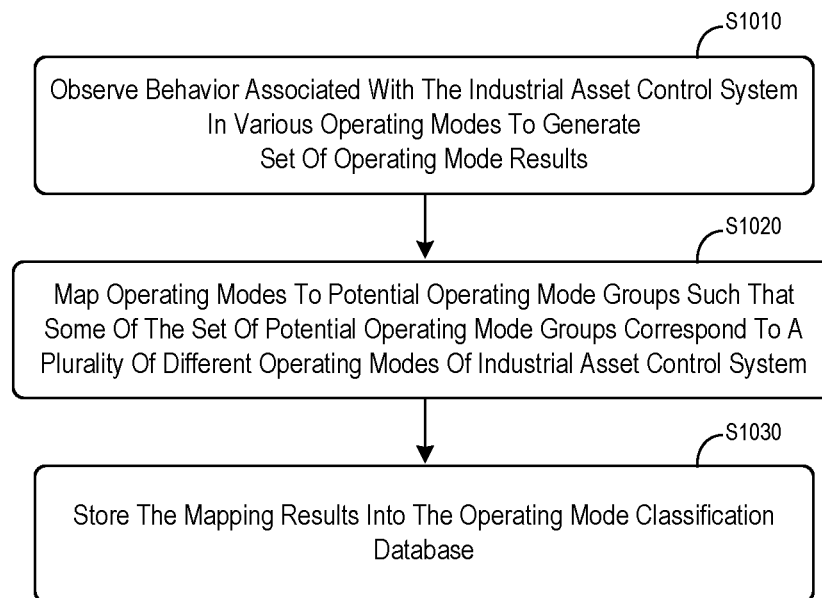 S1010
Observe Behavior Associated With The Industrial Asset Control System
In Various Operating Modes To Generate
Set Of Operating Mode Results
S1020
Map Operating Modes To Potential Operating Mode Groups Such That
Some Of The Set Of Potential Operating Mode Groups Correspond To A
Plurality Of Different Operating Modes Of Industrial Asset Control System
S1030
Store The Mapping Results Into The Operating Mode Classification
Database